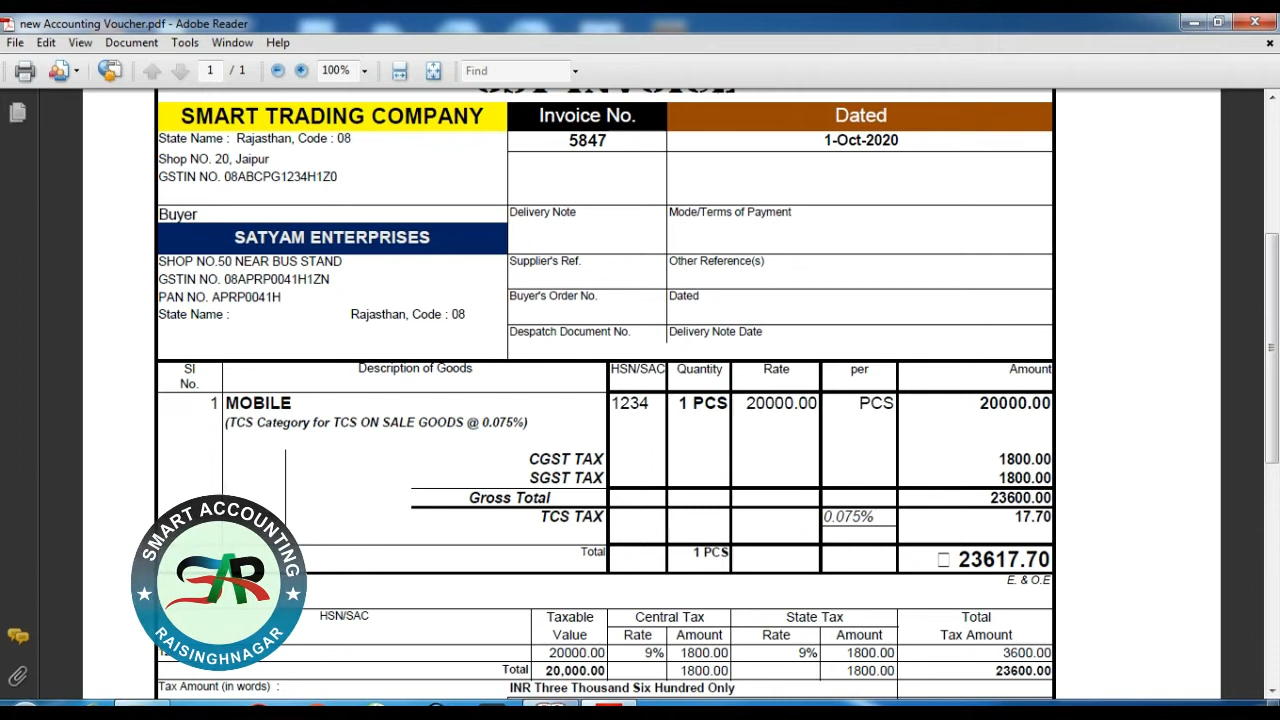 new Accounting Voucher.pdf - Adobe Reader
File Edit View Document Tools Window Help
1 / 1 100% Find
GST INVOICE
SMART TRADING COMPANY Invoice No. Dated
State Name : Rajasthan, Code : 08 5847 1-Oct-2020
Shop NO. 20, Jaipur
GSTIN NO. 08ABCPG1234H1Z0
Buyer Delivery Note Mode/Terms of Payment
SATYAM ENTERPRISES
SHOP NO.50 NEAR BUS STAND Supplier's Ref. Other Reference(s)
GSTIN NO. 08APRP0041H1ZN
PAN NO. APRP0041H Buyer's Order No. Dated
State Name : Rajasthan, Code : 08
Despatch Document No. Delivery Note Date
SI No. Description of Goods HSN/SAC Quantity Rate per Amount
1 MOBILE 1234 1 PCS 20000.00 PCS 20000.00
(TCS Category for TCS ON SALE GOODS @ 0.075%)
CGST TAX 1800.00
SGST TAX 1800.00
Gross Total 23600.00
TCS TAX 0.075% 17.70
Total 1 PCS 23617.70
E. & O.E
SMART ACCOUNTING
SAR
RAISINGHNAGAR
HSN/SAC Taxable Value Central Tax State Tax Total Tax Amount
Rate Amount Rate Amount
20000.00 9% 1800.00 9% 1800.00 3600.00
Total 20,000.00 1800.00 1800.00 23600.00
Tax Amount (in words) : INR Three Thousand Six Hundred Only